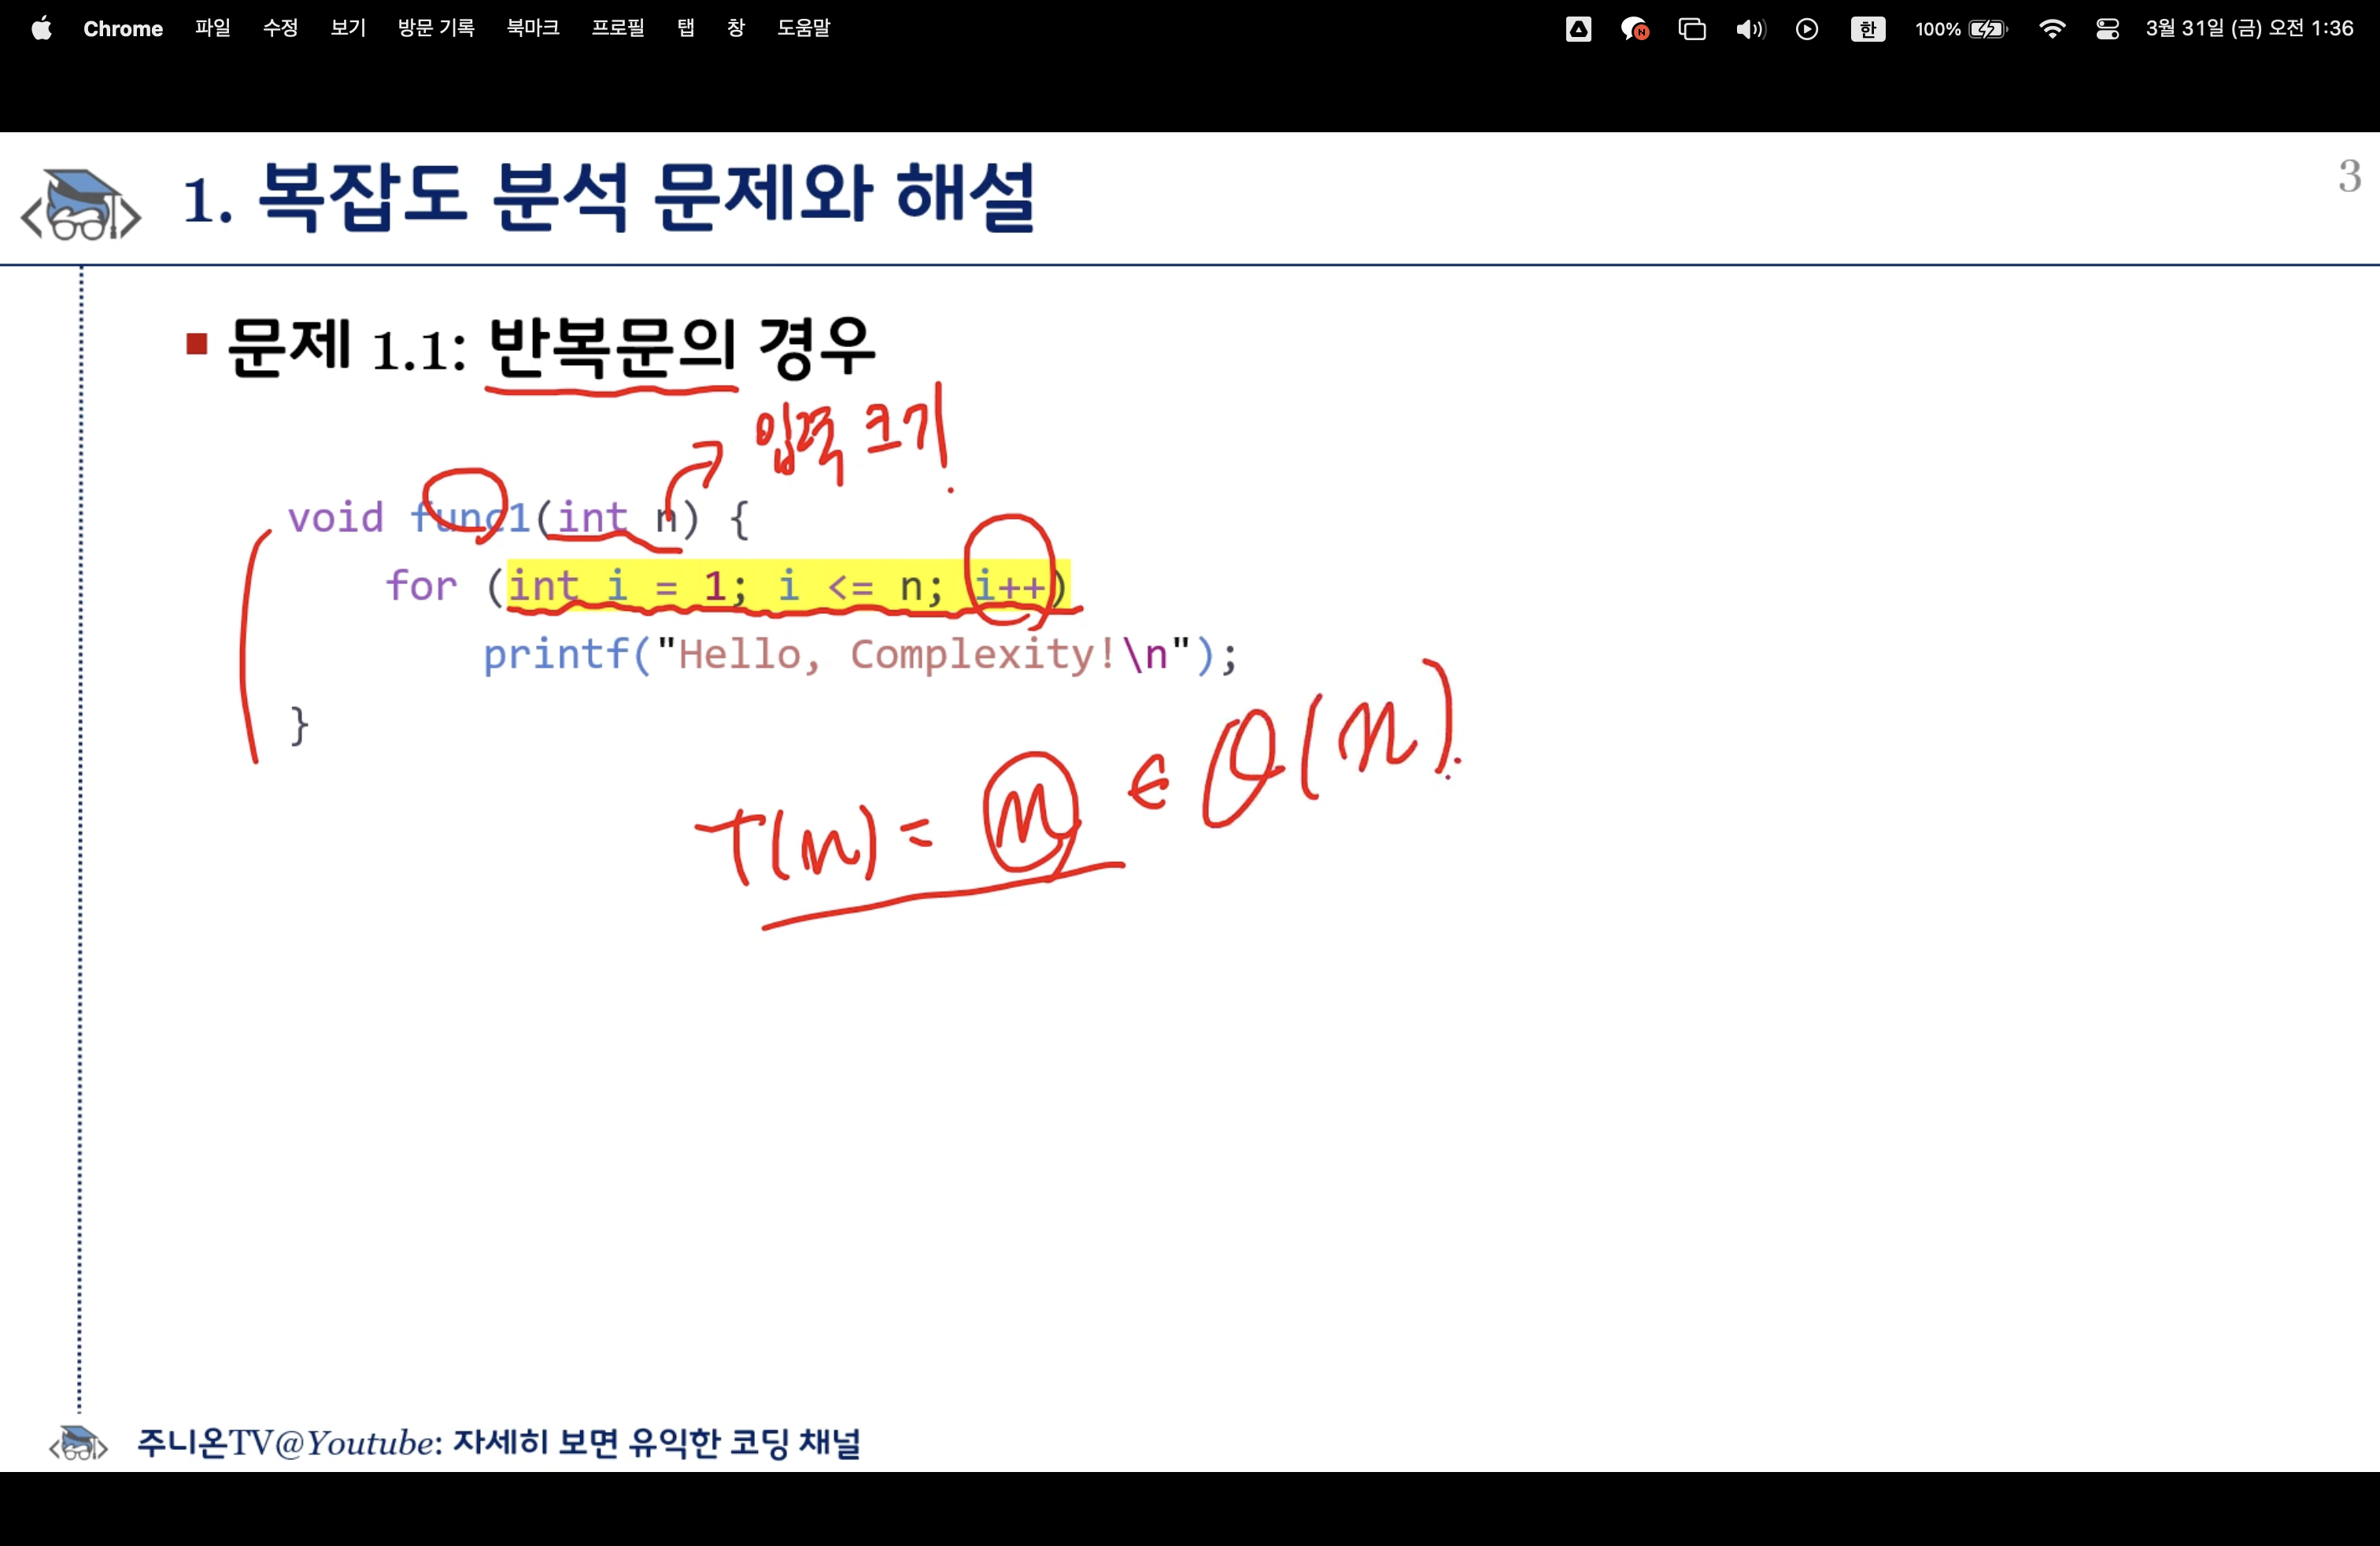 Chrome 파일 수정 보기 방문 기록 북마크 프로필 탭 창 도움말 한 100% 3월 31일 (금) 오전 1:36
1. 복잡도 분석 문제와 해설
3
문제 1.1: 반복문의 경우
입력 크기.
void func1(int n) {
for (int i = 1; i <= n; i++)
printf("Hello, Complexity!\n");
}
T(n) = n ∈ Θ(n).
주니온TV@Youtube: 자세히 보면 유익한 코딩 채널